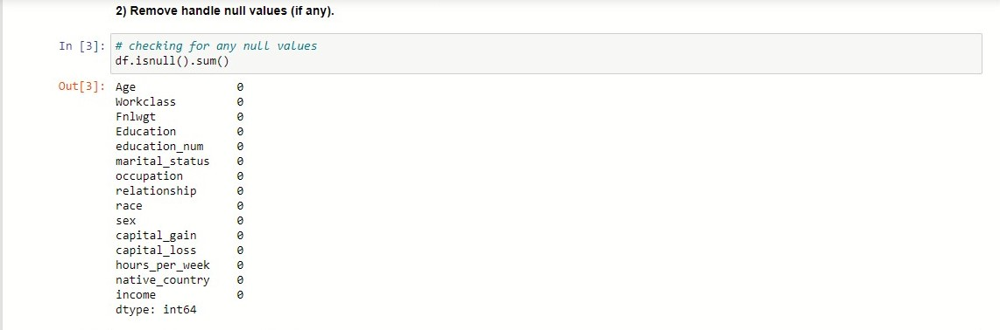 2) Remove handle null values (if any).
In [3]: # checking for any null values
df.isnull().sum()
Out[3]: Age 0
Workclass 0
Fnlwgt 0
Education 0
education_num 0
marital_status 0
occupation 0
relationship 0
race 0
sex 0
capital_gain 0
capital_loss 0
hours_per_week 0
native_country 0
income 0
dtype: int64